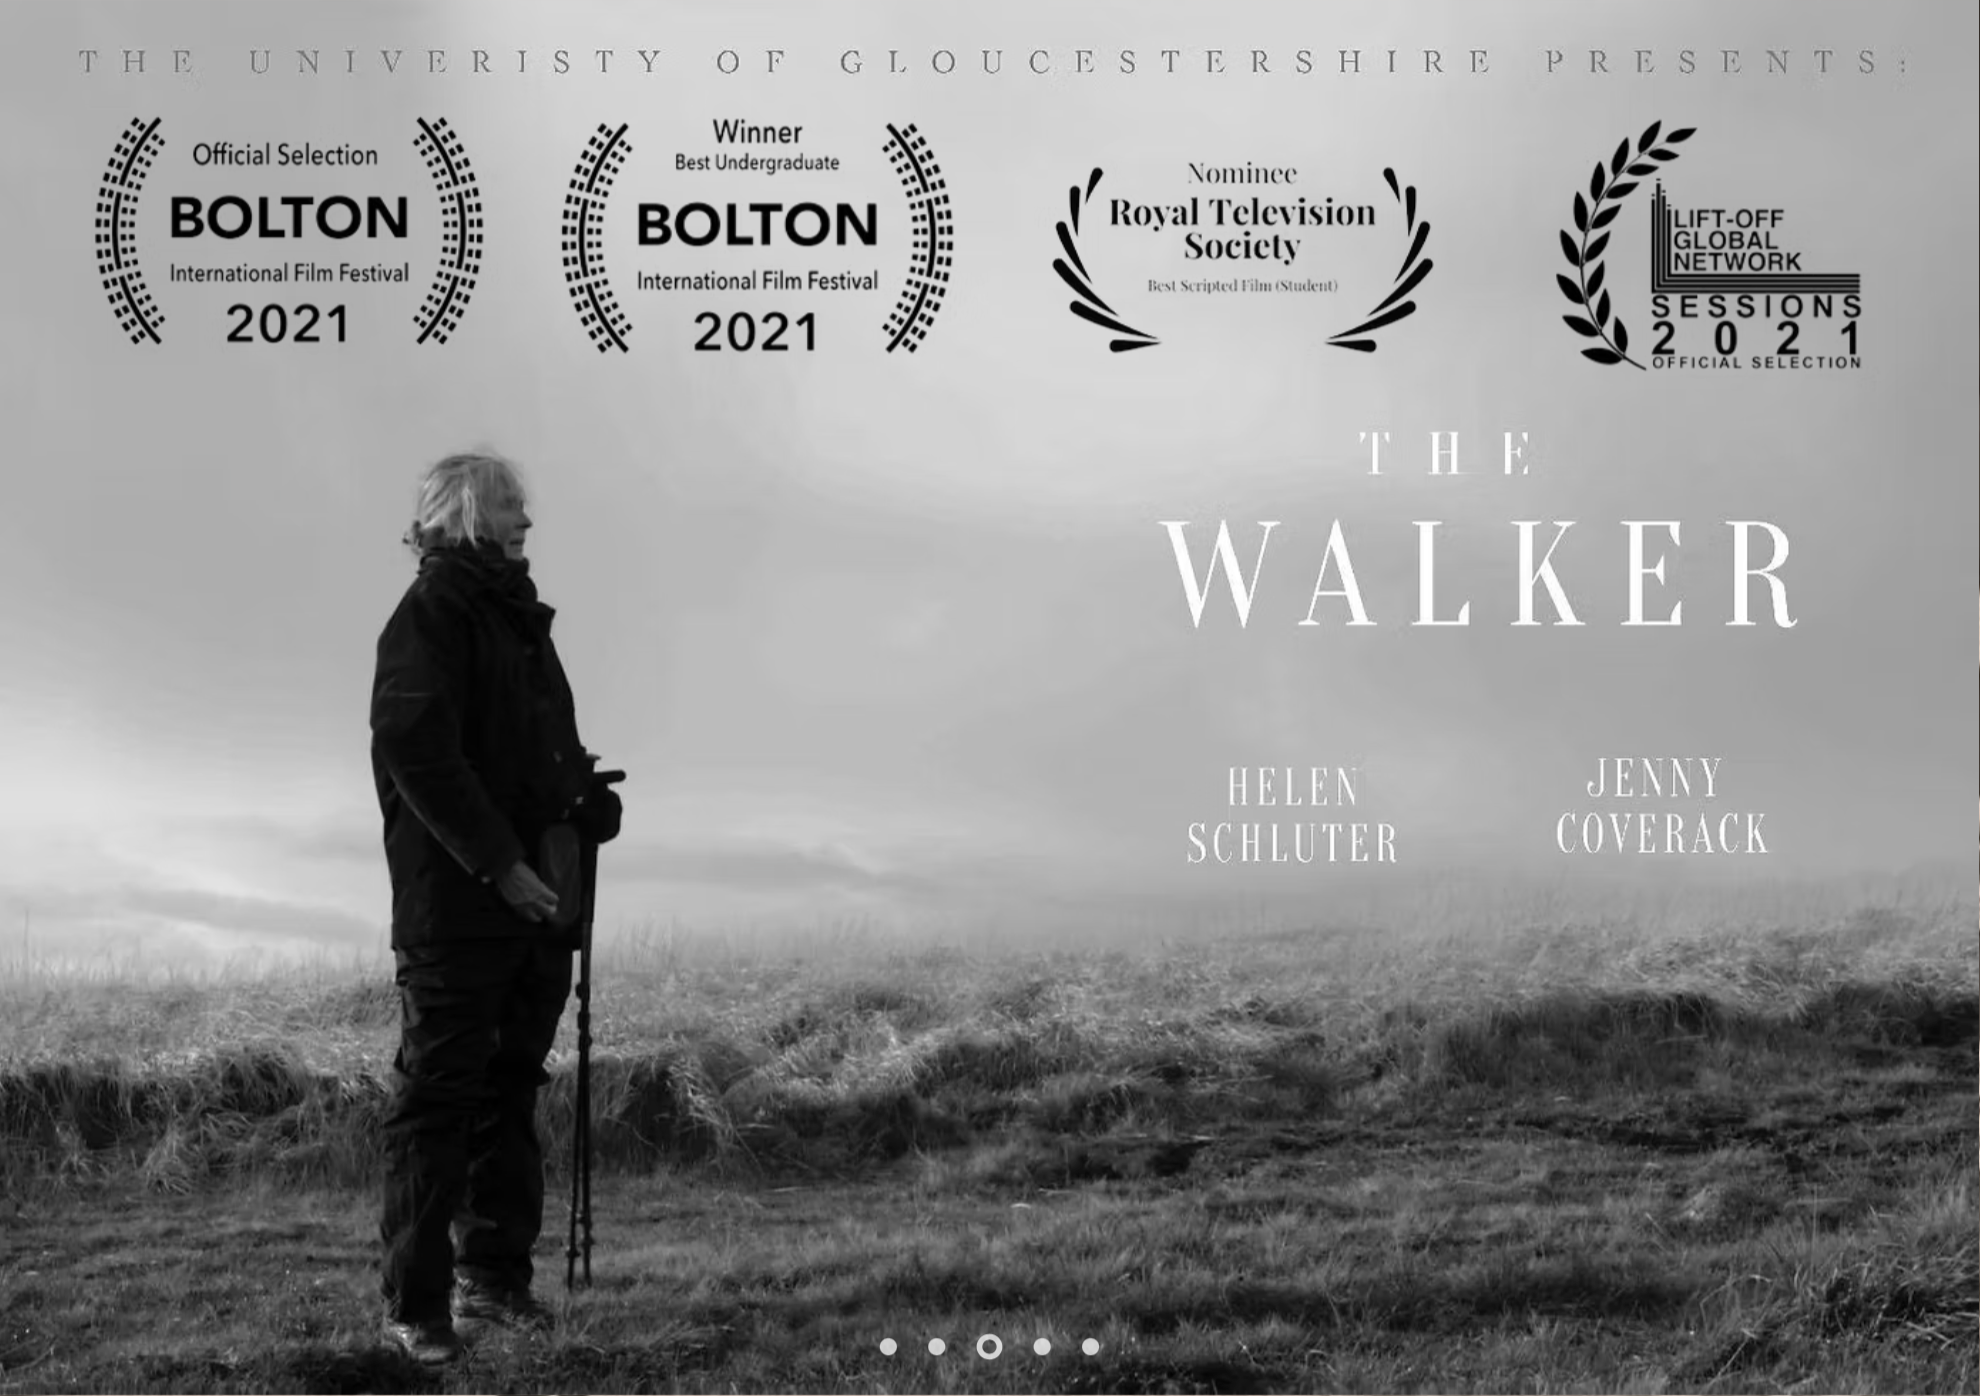 THE UNIVERISTY OF GLOUCESTERSHIRE PRESENTS:
Official Selection
BOLTON
International Film Festival
2021
Winner
Best Undergraduate
BOLTON
International Film Festival
2021
Nominee
Royal Television
Society
Best Scripted Film (Student)
LIFT-OFF
GLOBAL
NETWORK
SESSIONS
2021
OFFICIAL SELECTION
THE
WALKER
HELEN
SCHLUTER
JENNY
COVERACK